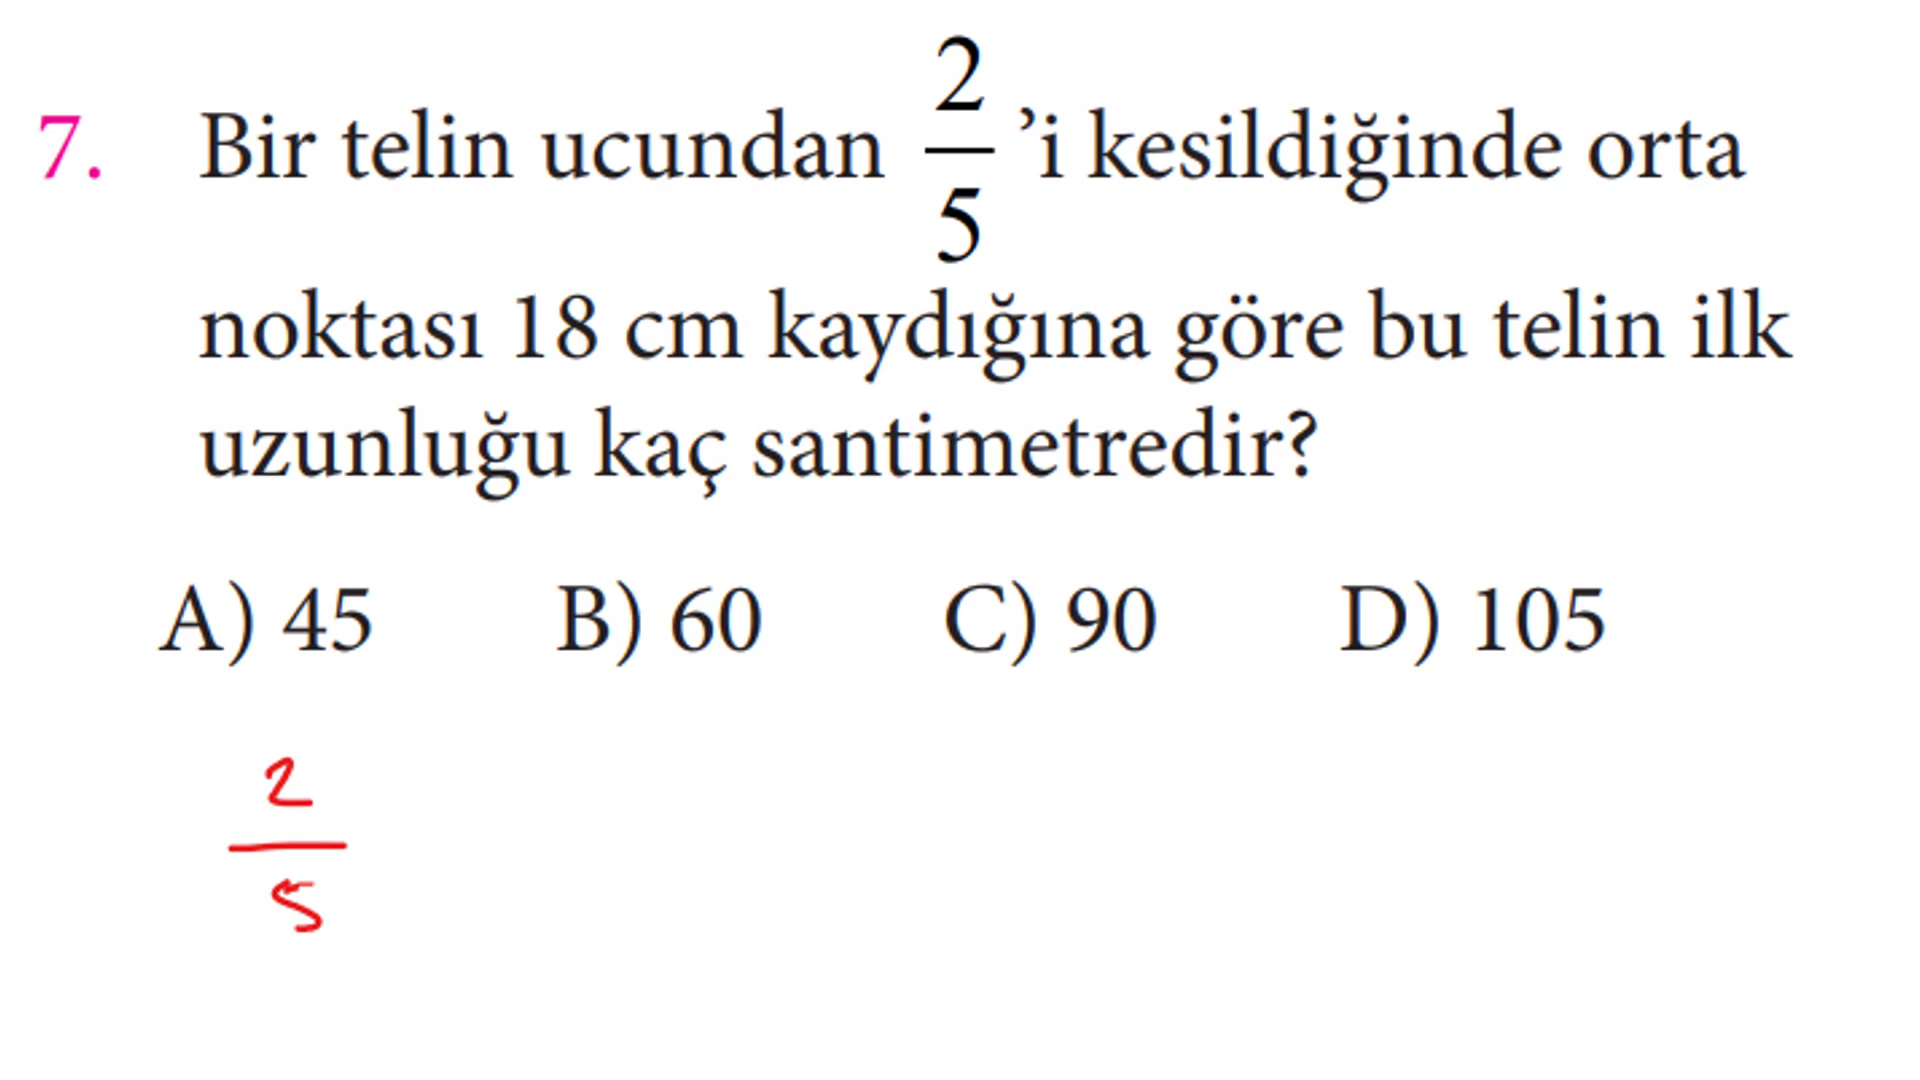 7. Bir telin ucundan 2/5 ’i kesildiğinde orta
noktası 18 cm kaydığına göre bu telin ilk
uzunluğu kaç santimetredir?
A) 45 B) 60 C) 90 D) 105
2/5